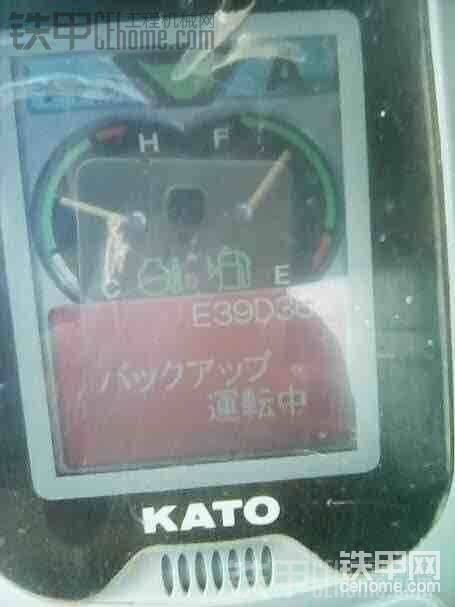 铁甲 工程机械网
CEhome.com
H F
C E
E39D36
バックアップ
運転中
KATO
铁甲网
cehome.com